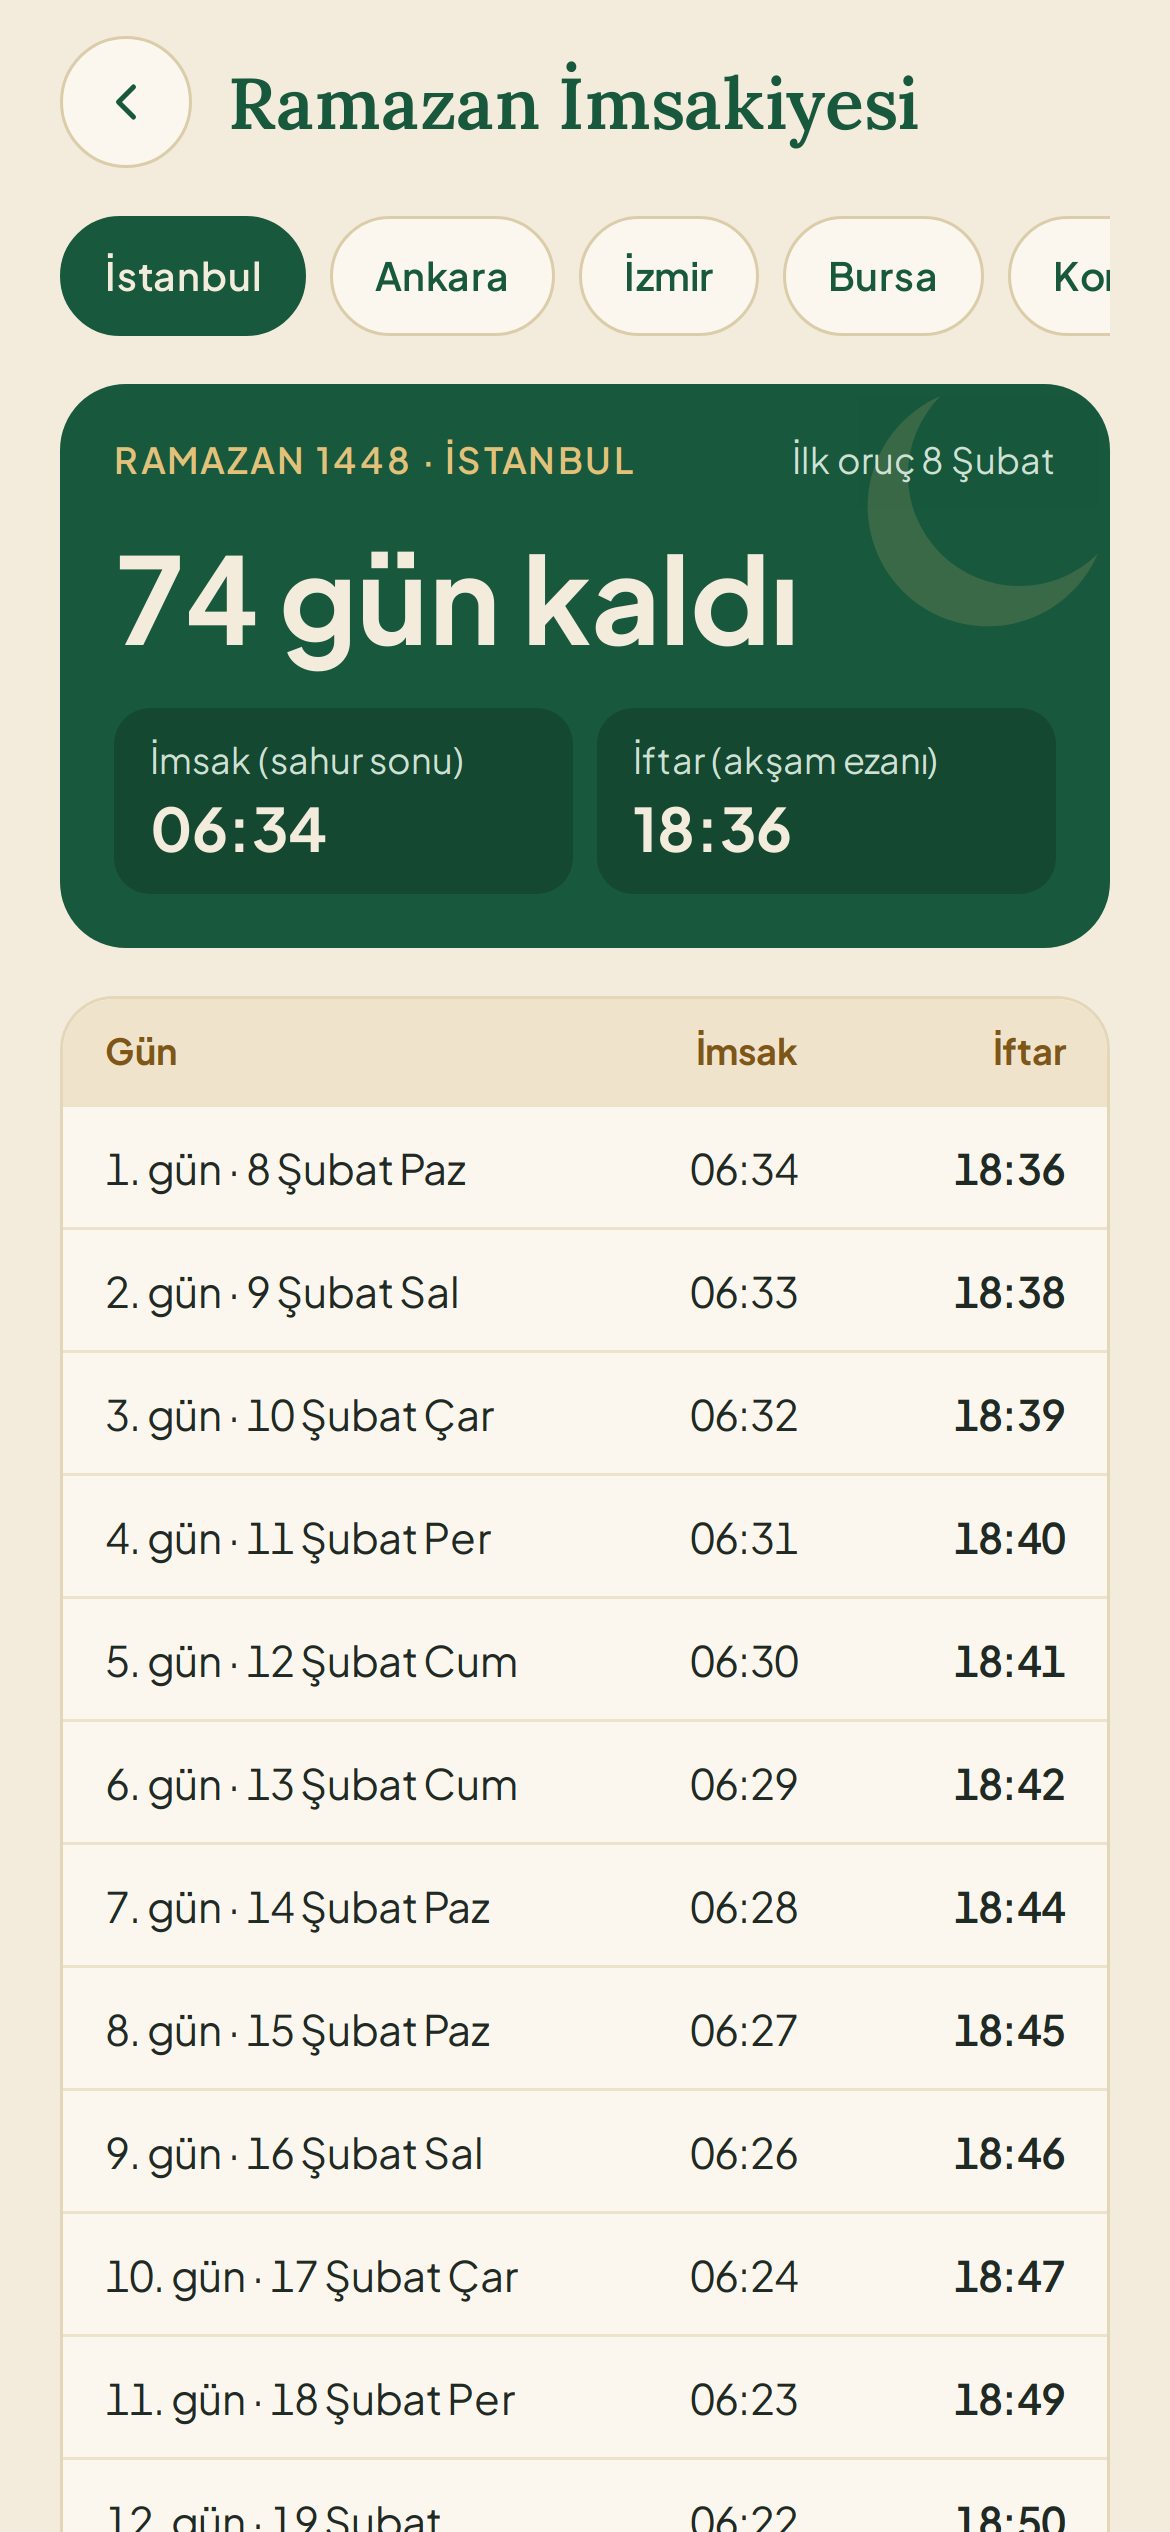 Ramazan İmsakiyesi
İstanbul Ankara İzmir Bursa
RAMAZAN 1448 · İSTANBUL İlk oruç 8 Şubat
74 gün kaldı
İmsak (sahur sonu) İftar (akşam ezanı)
06:34 18:36
Gün İmsak İftar
1. gün · 8 Şubat Paz 06:34 18:36
2. gün · 9 Şubat Sal 06:33 18:38
3. gün · 10 Şubat Çar 06:32 18:39
4. gün · 11 Şubat Per 06:31 18:40
5. gün · 12 Şubat Cum 06:30 18:41
6. gün · 13 Şubat Cum 06:29 18:42
7. gün · 14 Şubat Paz 06:28 18:44
8. gün · 15 Şubat Paz 06:27 18:45
9. gün · 16 Şubat Sal 06:26 18:46
10. gün · 17 Şubat Çar 06:24 18:47
11. gün · 18 Şubat Per 06:23 18:49
12. gün · 19 Şubat 06:22 18:50